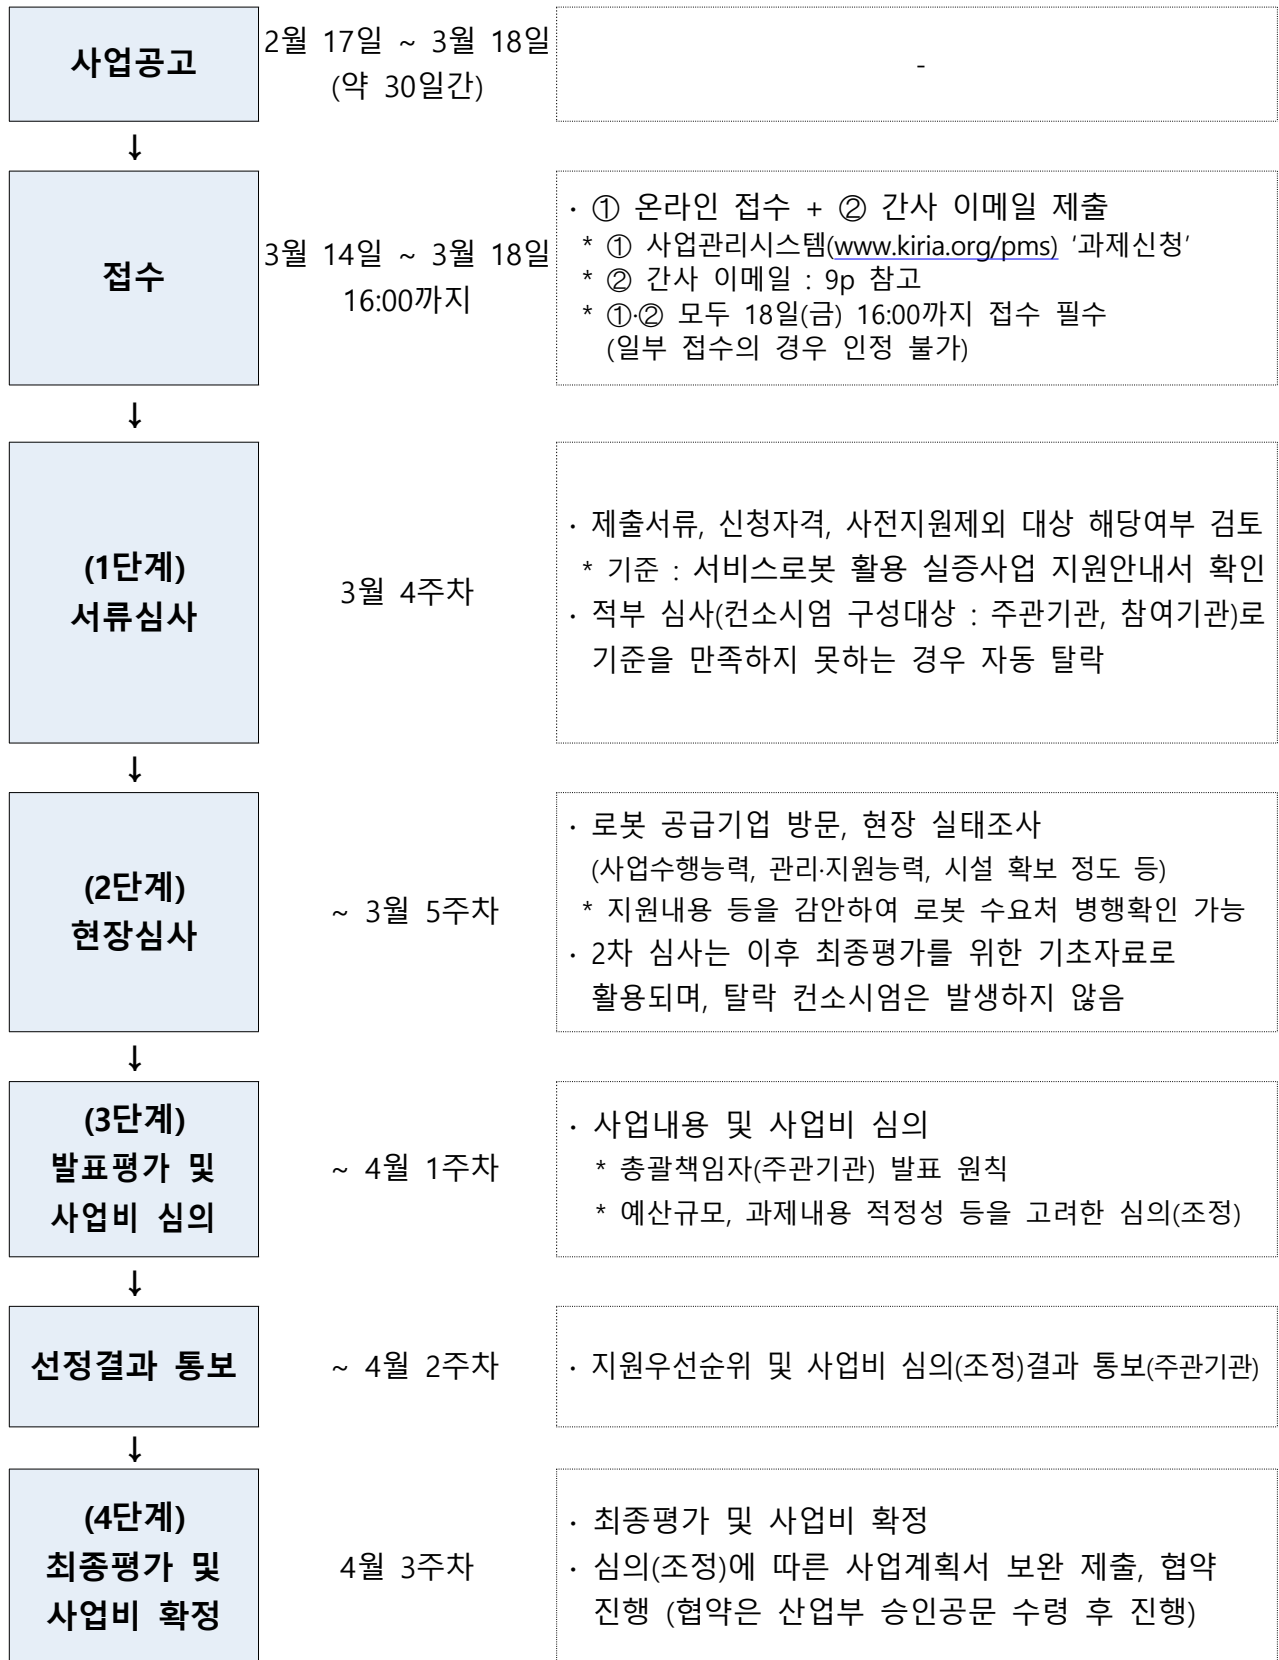 사업공고
2월 17일 ~ 3월 18일
(약 30일간)
-
↓
접수
3월 14일 ~ 3월 18일
16:00까지
· ① 온라인 접수 + ② 간사 이메일 제출
* ① 사업관리시스템(www.kiria.org/pms) ‘과제신청’
* ② 간사 이메일 : 9p 참고
* ①·② 모두 18일(금) 16:00까지 접수 필수
(일부 접수의 경우 인정 불가)
↓
(1단계)
서류심사
3월 4주차
· 제출서류, 신청자격, 사전지원제외 대상 해당여부 검토
* 기준 : 서비스로봇 활용 실증사업 지원안내서 확인
· 적부 심사(컨소시엄 구성대상 : 주관기관, 참여기관)로
기준을 만족하지 못하는 경우 자동 탈락
↓
(2단계)
현장심사
~ 3월 5주차
· 로봇 공급기업 방문, 현장 실태조사
(사업수행능력, 관리·지원능력, 시설 확보 정도 등)
* 지원내용 등을 감안하여 로봇 수요처 병행확인 가능
· 2차 심사는 이후 최종평가를 위한 기초자료로
활용되며, 탈락 컨소시엄은 발생하지 않음
↓
(3단계)
발표평가 및
사업비 심의
~ 4월 1주차
· 사업내용 및 사업비 심의
* 총괄책임자(주관기관) 발표 원칙
* 예산규모, 과제내용 적정성 등을 고려한 심의(조정)
↓
선정결과 통보
~ 4월 2주차
· 지원우선순위 및 사업비 심의(조정)결과 통보(주관기관)
↓
(4단계)
최종평가 및
사업비 확정
4월 3주차
· 최종평가 및 사업비 확정
· 심의(조정)에 따른 사업계획서 보완 제출, 협약
진행 (협약은 산업부 승인공문 수령 후 진행)